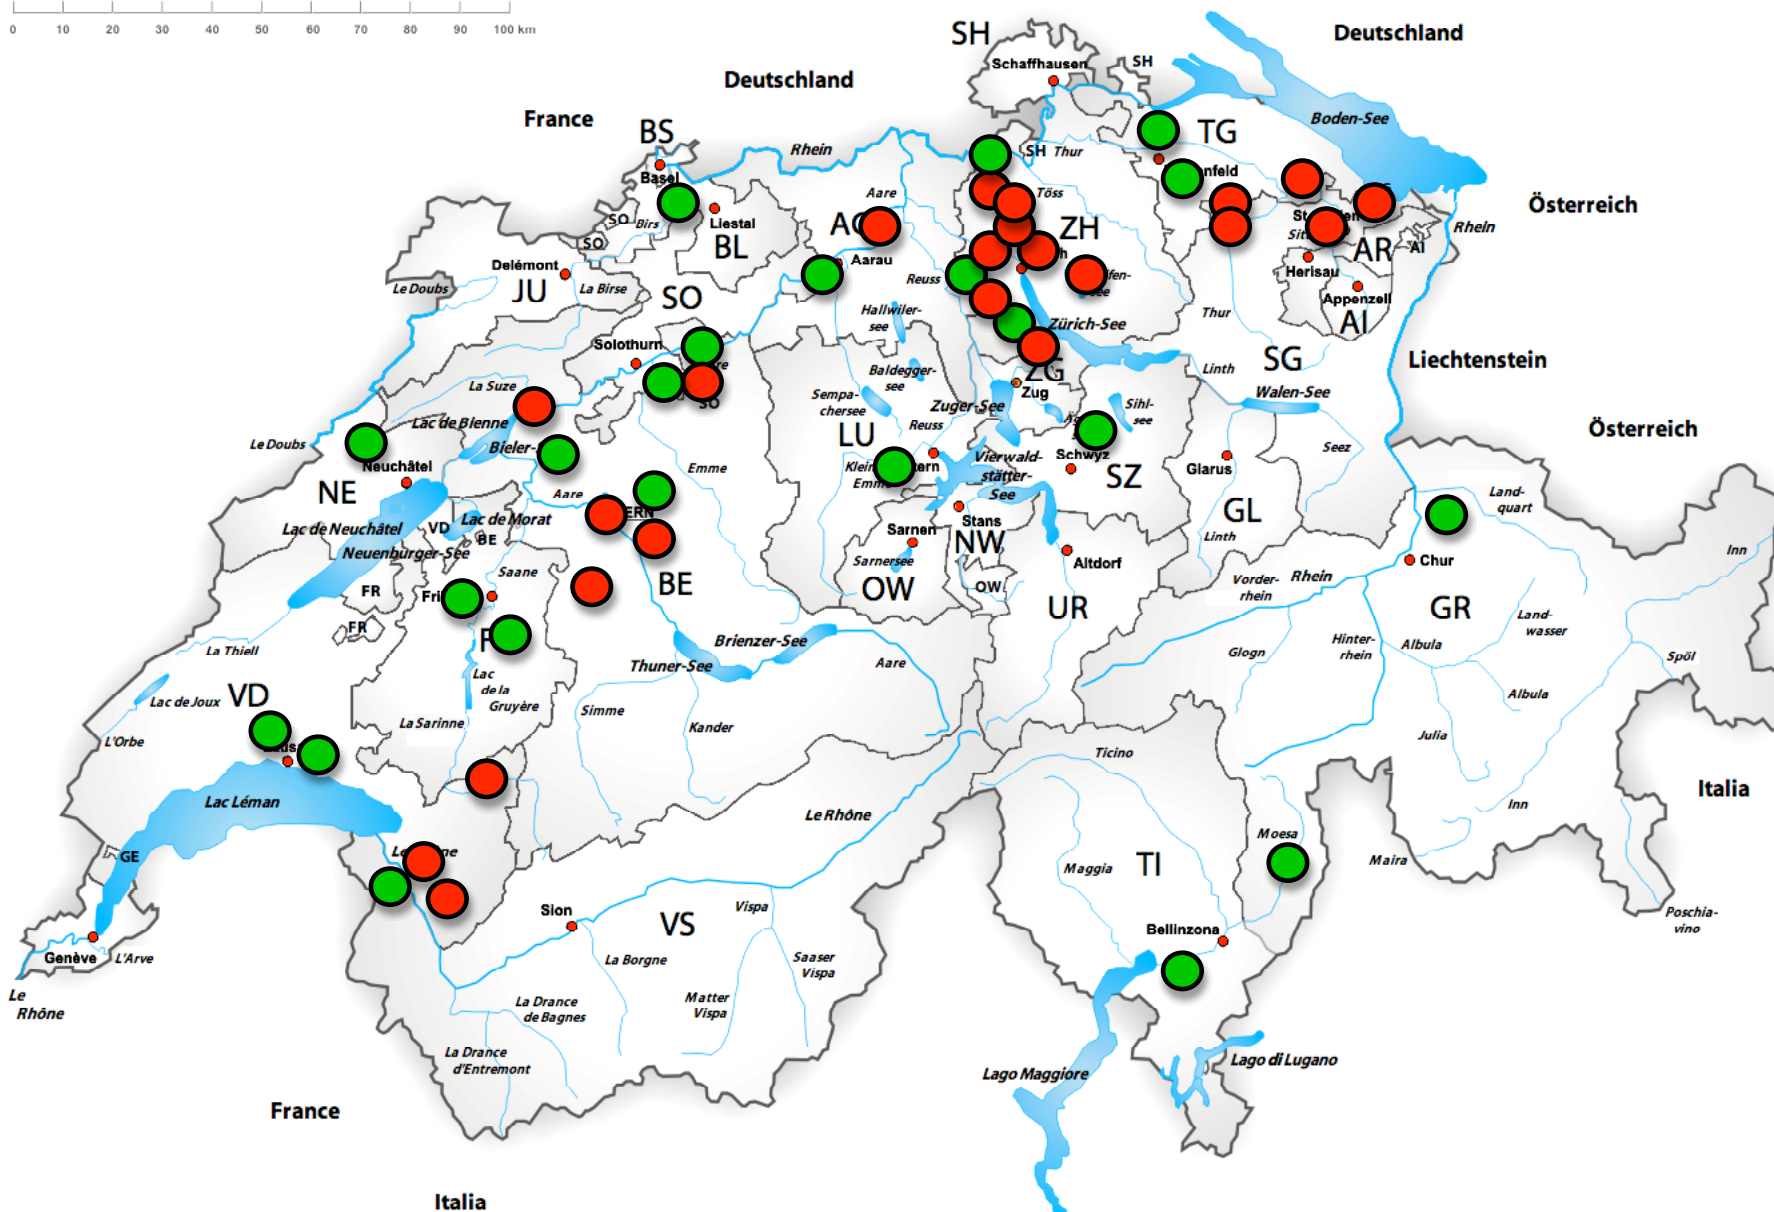 0 10 20 30 40 50 60 70 80 90 100 km
SH
Deutschland
Schaffhausen
SH
Deutschland
France
BS
Rhein
Boden-See
TG
SH
Thur
Basel
Aare
Töss
Österreich
SO
Birs
Liestal
BL
SO
ZH
Rhein
AR
AI
Delémont
JU
La Birse
Le Doubs
Aarau
Reuss
Herisau
Appenzell
AI
SO
Hallwiler-
see
see
Zürich-See
Thur
Solothurn
SG
Liechtenstein
Baldegger-
see
ZG
Zug
Linth
Walen-See
La Suze
SO
Sempa-
chersee
Zuger-See
Sihl-
see
Lac de Bienne
Reuss
LU
Österreich
Le Doubs
Bieler-
Vierwald-
stätter-
See
Schwyz
SZ
Seez
Glarus
Neuchâtel
Emme
Klein
Emme
NE
Aare
Land-
quart
Lac de Neuchâtel
VD
Lac de Morat
BE
Stans
NW
Sarnen
GL
Linth
Inn
Neuenburger-See
Sarnersee
Altdorf
Chur
Saane
BE
OW
OW
UR
Vorder-
rhein
Rhein
GR
FR
FR
Land-
wasser
Brienzer-See
Thuner-See
Aare
Glogn
Hinter-
rhein
Albula
La Thiell
Spöl
Lac
de la
Gruyère
VD
Lac de Joux
Albula
Simme
La Sarinne
Kander
L'Orbe
Julia
Ticino
Italia
Lac Léman
Le Rhône
Inn
Moesa
GE
TI
Maggia
Maira
Sion
VS
Vispa
Poschia-
vino
Bellinzona
Genève
L'Arve
La Borgne
Saaser
Vispa
Le
Rhône
La Drance
de Bagnes
Matter
Vispa
La Drance
d'Entremont
Lago Maggiore
Lago di Lugano
France
Italia